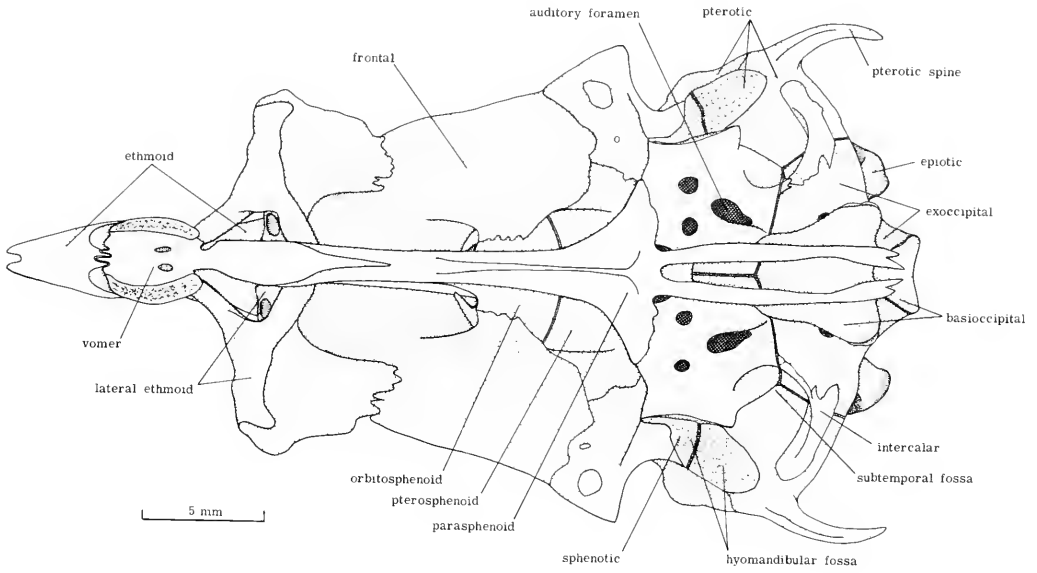 auditory foramen
pterotic
frontal
pterotic spine
ethmoid
epiotic
exoccipital
basioccipital
vomer
lateral ethmoid
intercalar
subtemporal fossa
orbitosphenoid
pterosphenoid
parasphenoid
5 mm
sphenotic
hyomandibular fossa